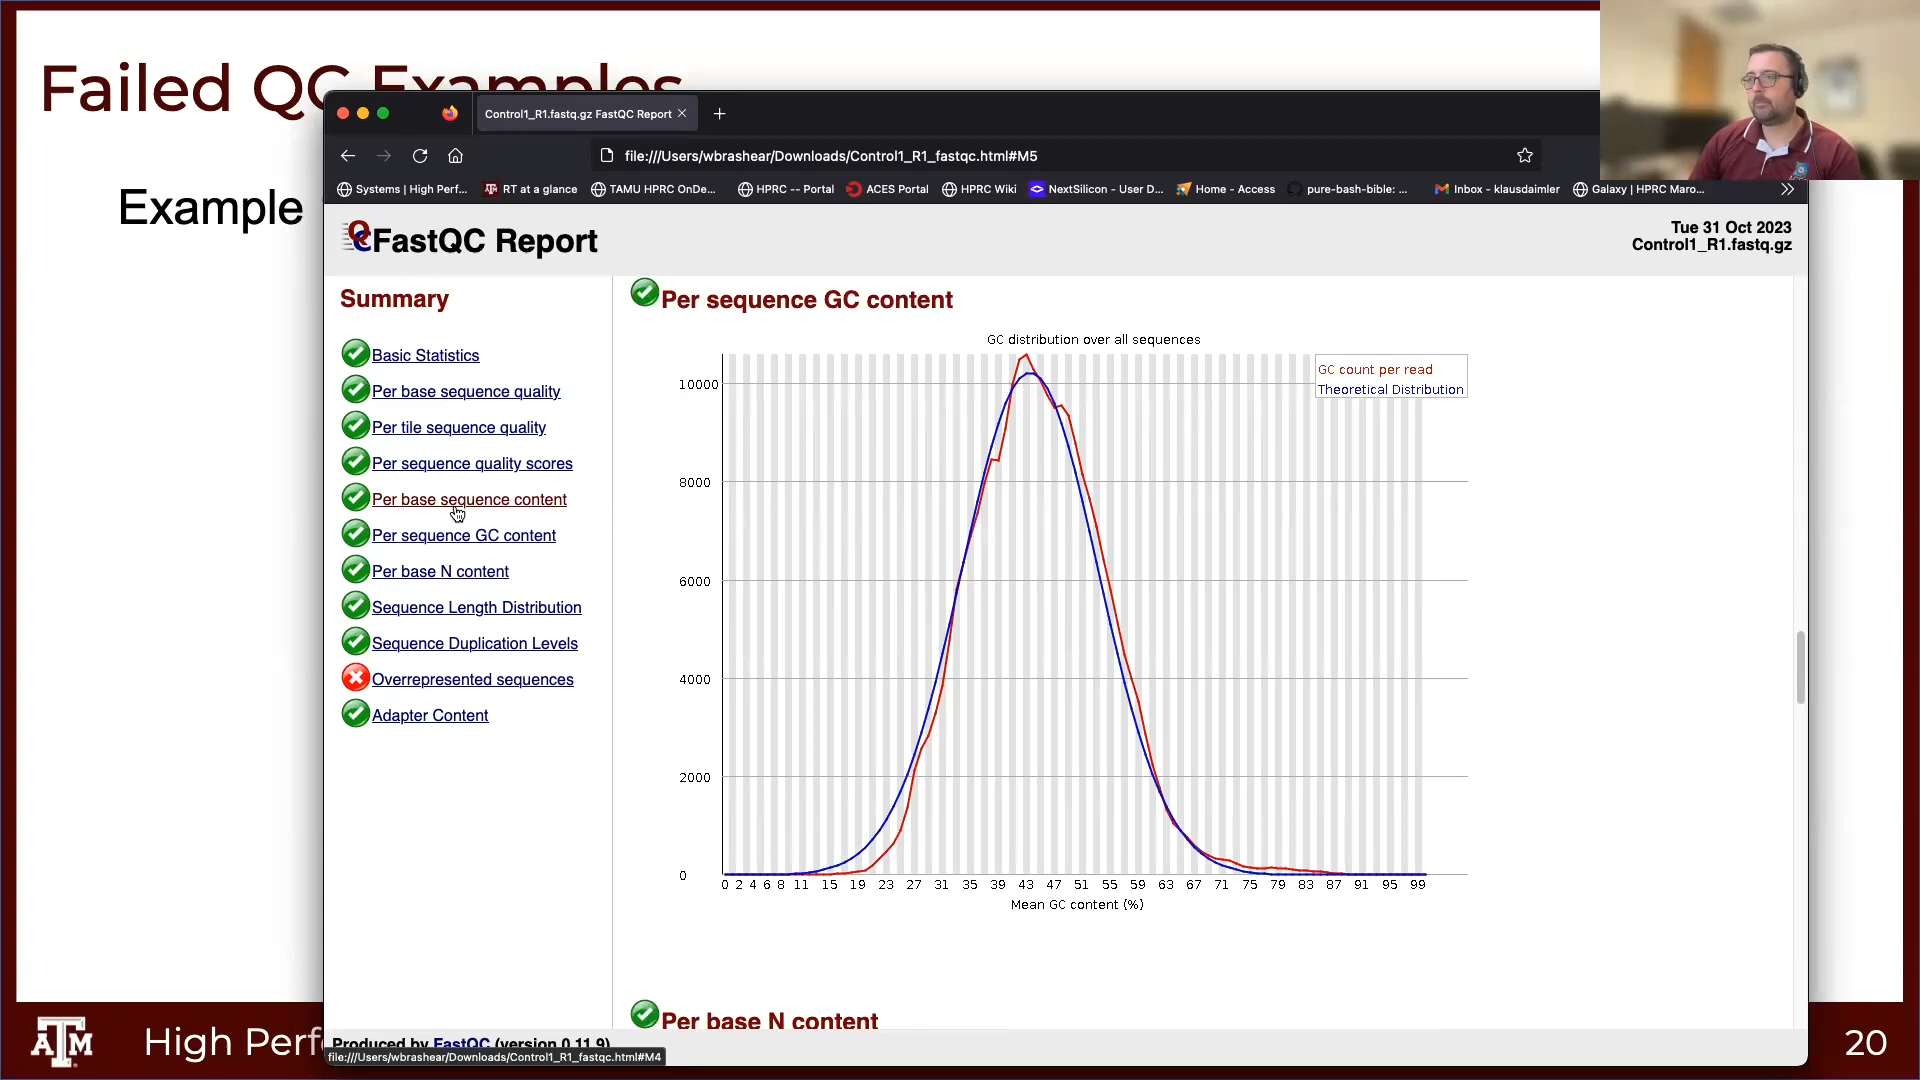 Failed QC Examples
Example
Control1_R1.fastq.gz FastQC Report
file:///Users/wbrashear/Downloads/Control1_R1_fastqc.html#M5
Systems | High Perf... RT at a glance TAMU HPRC OnDe... HPRC -- Portal ACES Portal HPRC Wiki NextSilicon - User D... Home - Access pure-bash-bible: ... Inbox - klausdaimler Galaxy | HPRC Maro...
FastQC Report
Tue 31 Oct 2023
Control1_R1.fastq.gz
Summary
Basic Statistics
Per base sequence quality
Per tile sequence quality
Per sequence quality scores
Per base sequence content
Per sequence GC content
Per base N content
Sequence Length Distribution
Sequence Duplication Levels
Overrepresented sequences
Adapter Content
Per sequence GC content
GC distribution over all sequences
GC count per read
Theoretical Distribution
10000
8000
6000
4000
2000
0
0 2 4 6 8 11 15 19 23 27 31 35 39 43 47 51 55 59 63 67 71 75 79 83 87 91 95 99
Mean GC content (%)
Per base N content
Produced by FastQC (version 0.11.9)
file:///Users/wbrashear/Downloads/Control1_R1_fastqc.html#M4
ATM
High Perf
20